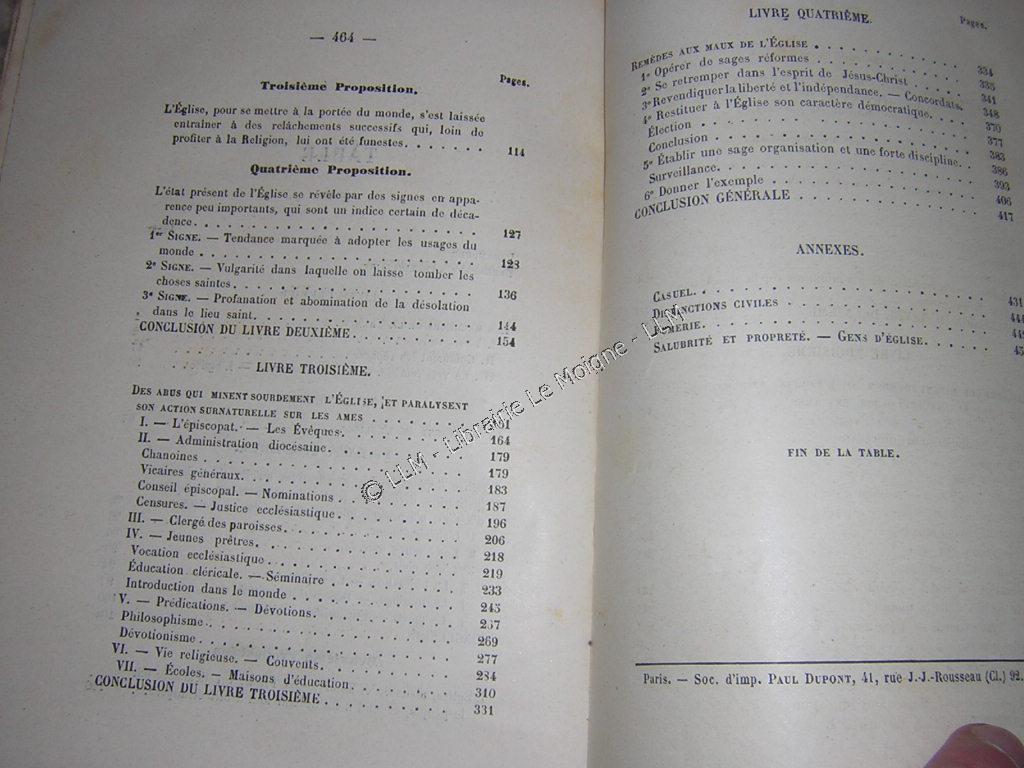 — 464 —
Pages.
Troisième Proposition.
L'Église, pour se mettre à la portée du monde, s'est laissée
entraîner à des relâchements successifs qui, loin de
profiter à la Religion, lui ont été funestes. . . . . . . 114
Quatrième Proposition.
L'état présent de l'Église se révèle par des signes en appa-
rence peu importants, qui sont un indice certain de déca-
dence. . . . . . . . . . . . . . . . . . . . 127
1er SIGNE. — Tendance marquée à adopter les usages du
monde . . . . . . . . . . . . . . . . . . . 128
2e SIGNE. — Vulgarité dans laquelle on laisse tomber les
choses saintes. . . . . . . . . . . . . . . . . 136
3e SIGNE. — Profanation et abomination de la désolation
dans le lieu saint. . . . . . . . . . . . . . . . 144
CONCLUSION DU LIVRE DEUXIÈME. . . . . . . . . . 154
LIVRE TROISIÈME.
DES ABUS QUI MINENT SOURDEMENT L'ÉGLISE, ET PARALYSENT
SON ACTION SURNATURELLE SUR LES AMES . . . . . . . 161
I. — L'épiscopat. — Les Évêques. . . . . . . . . . 164
II. — Administration diocésaine. . . . . . . . . . . 179
Chanoines . . . . . . . . . . . . . . . . . . 179
Vicaires généraux. . . . . . . . . . . . . . . . 183
Conseil épiscopal. — Nominations . . . . . . . . . 187
Censures. — Justice ecclésiastique . . . . . . . . . 196
III. — Clergé des paroisses. . . . . . . . . . . . . 206
IV. — Jeunes prêtres. . . . . . . . . . . . . . . 218
Vocation ecclésiastique . . . . . . . . . . . . . 219
Éducation cléricale. — Séminaire . . . . . . . . . 233
Introduction dans le monde . . . . . . . . . . . . 245
V. — Prédications. — Dévotions. . . . . . . . . . . 257
Philosophisme. . . . . . . . . . . . . . . . . 269
Dévotionisme . . . . . . . . . . . . . . . . . 277
VI. — Vie religieuse. — Couvents. . . . . . . . . . 284
VII. — Écoles. — Maisons d'éducation. . . . . . . . . 310
CONCLUSION DU LIVRE TROISIÈME . . . . . . . . . . 331
LIVRE QUATRIÈME.
Pages.
REMÈDES AUX MAUX DE L'ÉGLISE . . . . . . . . . . 334
1° Opérer de sages réformes . . . . . . . . . . . 335
2° Se retremper dans l'esprit de Jésus-Christ . . . . . 341
3° Revendiquer la liberté et l'indépendance. — Concordats. 348
4° Restituer à l'Église son caractère démocratique. . . . 370
Élection . . . . . . . . . . . . . . . . . . . 377
Conclusion . . . . . . . . . . . . . . . . . . 383
5° Établir une sage organisation et une forte discipline. . 386
Surveillance. . . . . . . . . . . . . . . . . . 393
6° Donner l'exemple . . . . . . . . . . . . . . . 406
CONCLUSION GÉNÉRALE . . . . . . . . . . . . . . 417
ANNEXES.
CASUEL. . . . . . . . . . . . . . . . . . . . 431
DISTINCTIONS CIVILES . . . . . . . . . . . . . . 444
. . . . . . . . . . . . . . . . . . . . 44
SALUBRITÉ ET PROPRETÉ. — GENS D'ÉGLISE. . . . . . . 45
FIN DE LA TABLE.
Paris. — Soc. d'imp. PAUL DUPONT, 41, rue J.-J.-Rousseau (Cl.) 92.
© LLM - Librairie Le Moigne - LLM